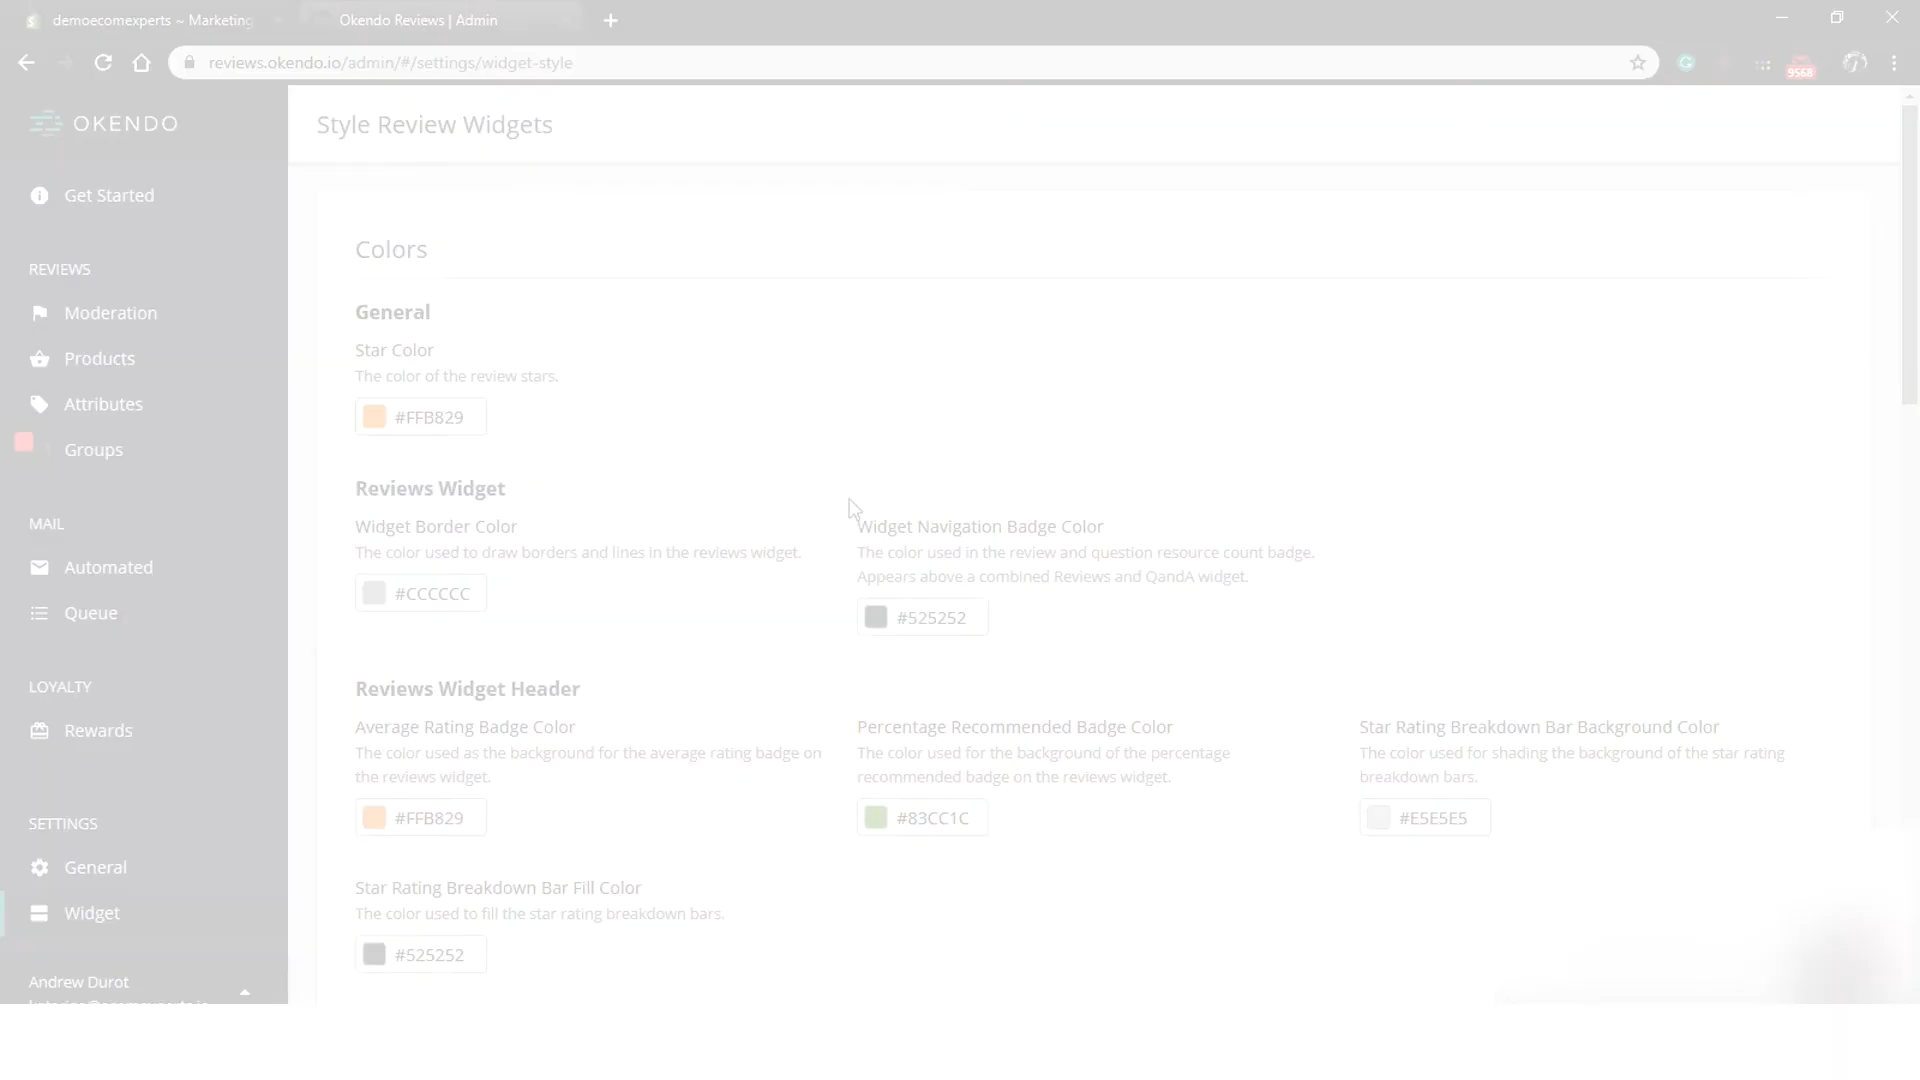 demoecomexperts ~ Marketing
Okendo Reviews | Admin
reviews.okendo.io/admin/#/settings/widget-style
9568
OKENDO
Style Review Widgets
Get Started
REVIEWS
Moderation
Products
Attributes
Groups
MAIL
Automated
Queue
LOYALTY
Rewards
SETTINGS
General
Widget
Andrew Durot
Colors
General
Star Color
The color of the review stars.
#FFB829
Reviews Widget
Widget Border Color
The color used to draw borders and lines in the reviews widget.
#CCCCCC
Widget Navigation Badge Color
The color used in the review and question resource count badge.
Appears above a combined Reviews and QandA widget.
#525252
Reviews Widget Header
Average Rating Badge Color
The color used as the background for the average rating badge on
the reviews widget.
#FFB829
Percentage Recommended Badge Color
The color used for the background of the percentage
recommended badge on the reviews widget.
#83CC1C
Star Rating Breakdown Bar Background Color
The color used for shading the background of the star rating
breakdown bars.
#E5E5E5
Star Rating Breakdown Bar Fill Color
The color used to fill the star rating breakdown bars.
#525252